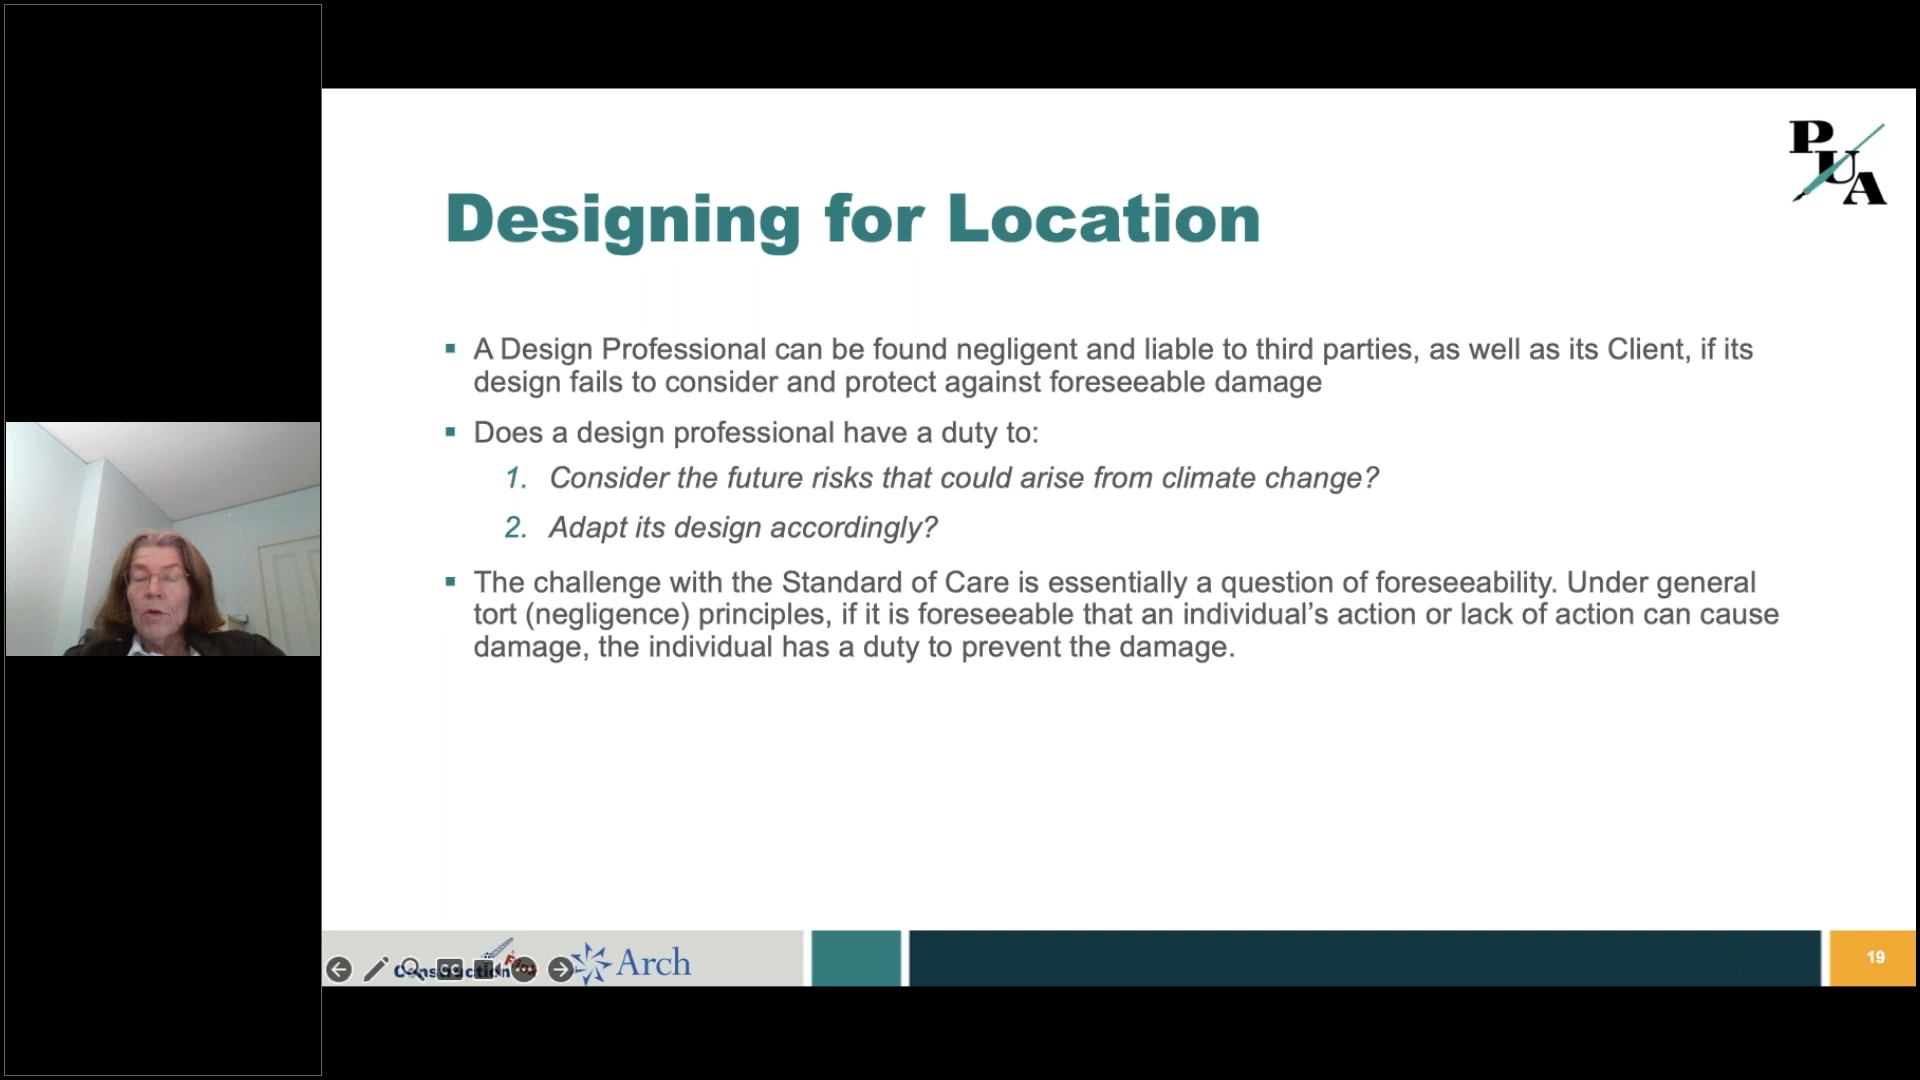 PUA
Designing for Location
▪ A Design Professional can be found negligent and liable to third parties, as well as its Client, if its
design fails to consider and protect against foreseeable damage
▪ Does a design professional have a duty to:
1. Consider the future risks that could arise from climate change?
2. Adapt its design accordingly?
▪ The challenge with the Standard of Care is essentially a question of foreseeability. Under general
tort (negligence) principles, if it is foreseeable that an individual’s action or lack of action can cause
damage, the individual has a duty to prevent the damage.
Arch
19